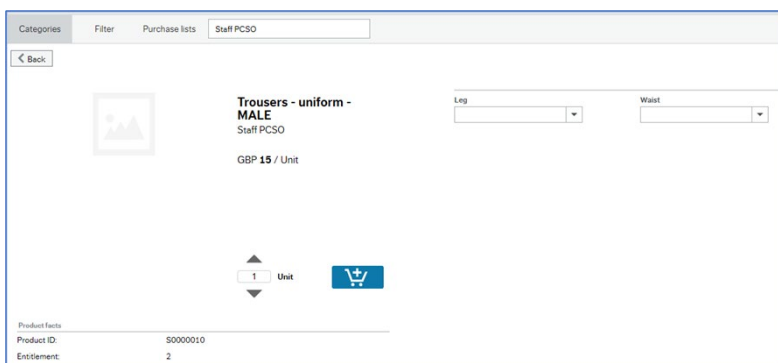 Categories Filter Purchase lists Staff PCSO
Back
Trousers - uniform -
MALE
Staff PCSO
GBP 15 / Unit
Leg Waist
1 Unit
Product facts
Product ID: S0000010
Entitlement: 2